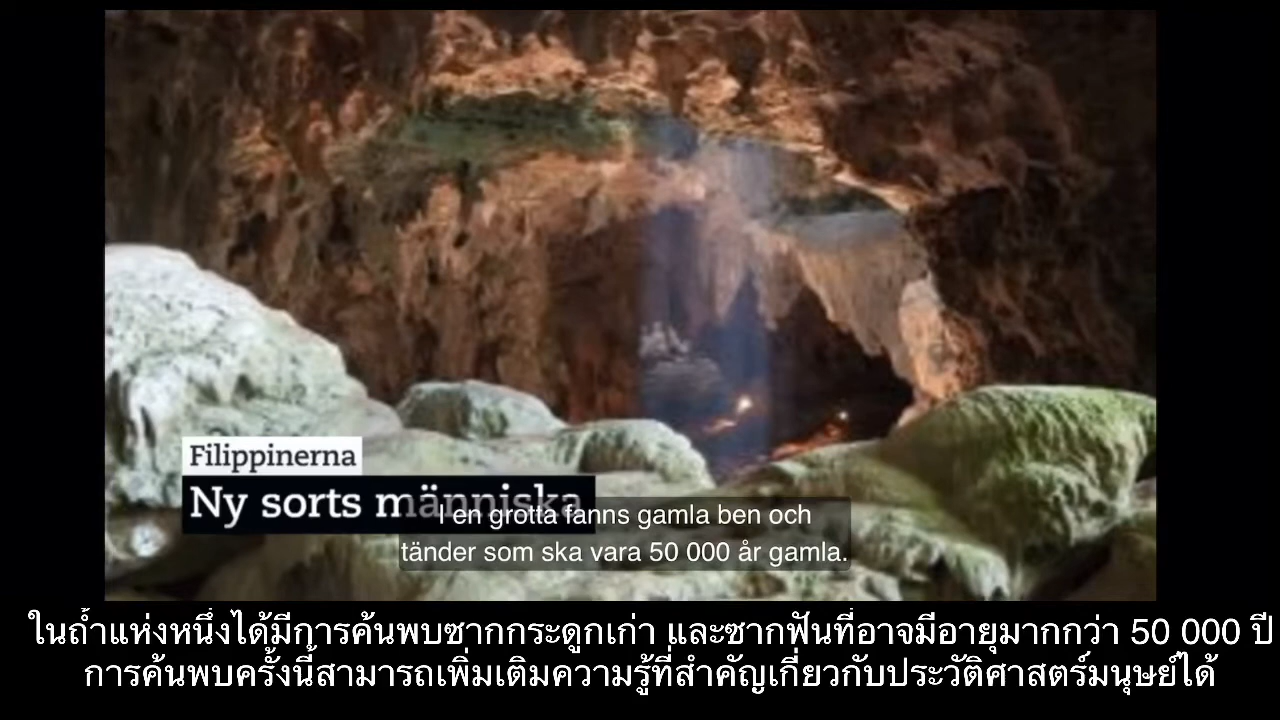 Filippinerna
Ny sorts människa
I en grotta fanns gamla ben och
tänder som ska vara 50 000 år gamla.
ในถ้ำแห่งหนึ่งได้มีการค้นพบซากกระดูกเก่า และซากฟันที่อาจมีอายุมากกว่า 50 000 ปี
การค้นพบครั้งนี้สามารถเพิ่มเติมความรู้ที่สำคัญเกี่ยวกับประวัติศาสตร์มนุษย์ได้